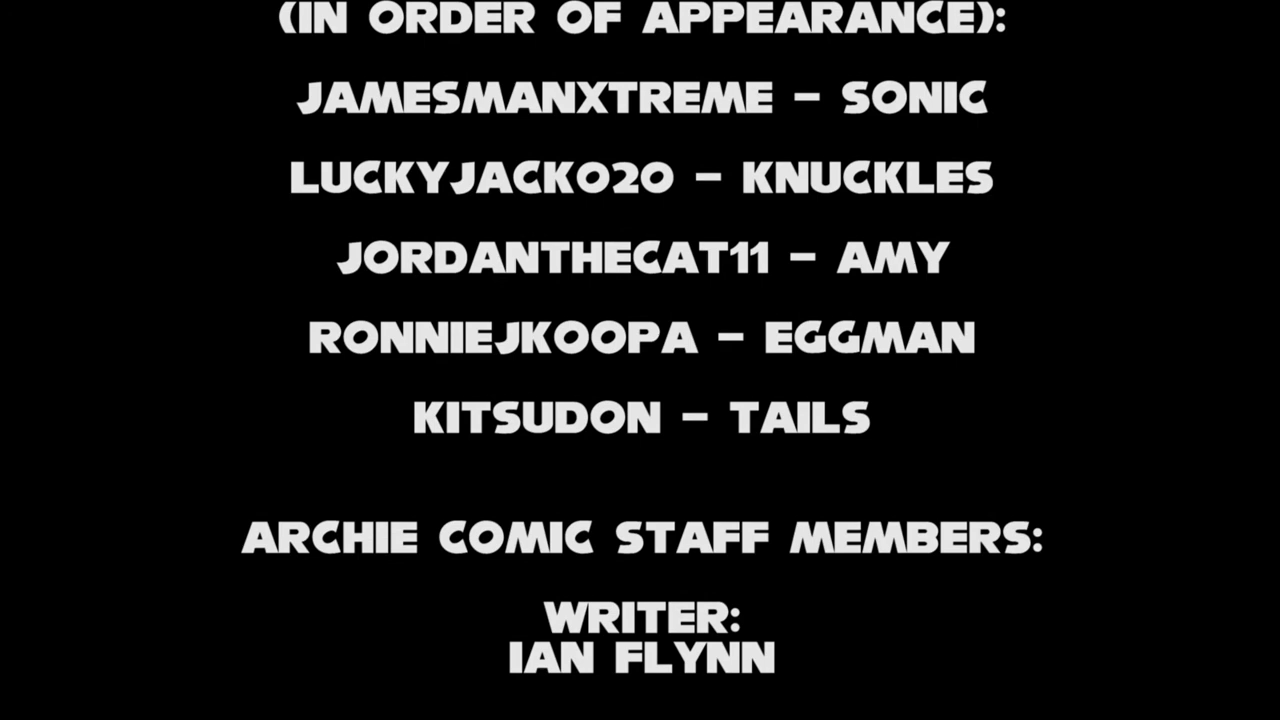 (IN ORDER OF APPEARANCE):
JAMESMANXTREME - SONIC
LUCKYJACK020 - KNUCKLES
JORDANTHECAT11 - AMY
RONNIEJKOOPA - EGGMAN
KITSUDON - TAILS
ARCHIE COMIC STAFF MEMBERS:
WRITER:
IAN FLYNN